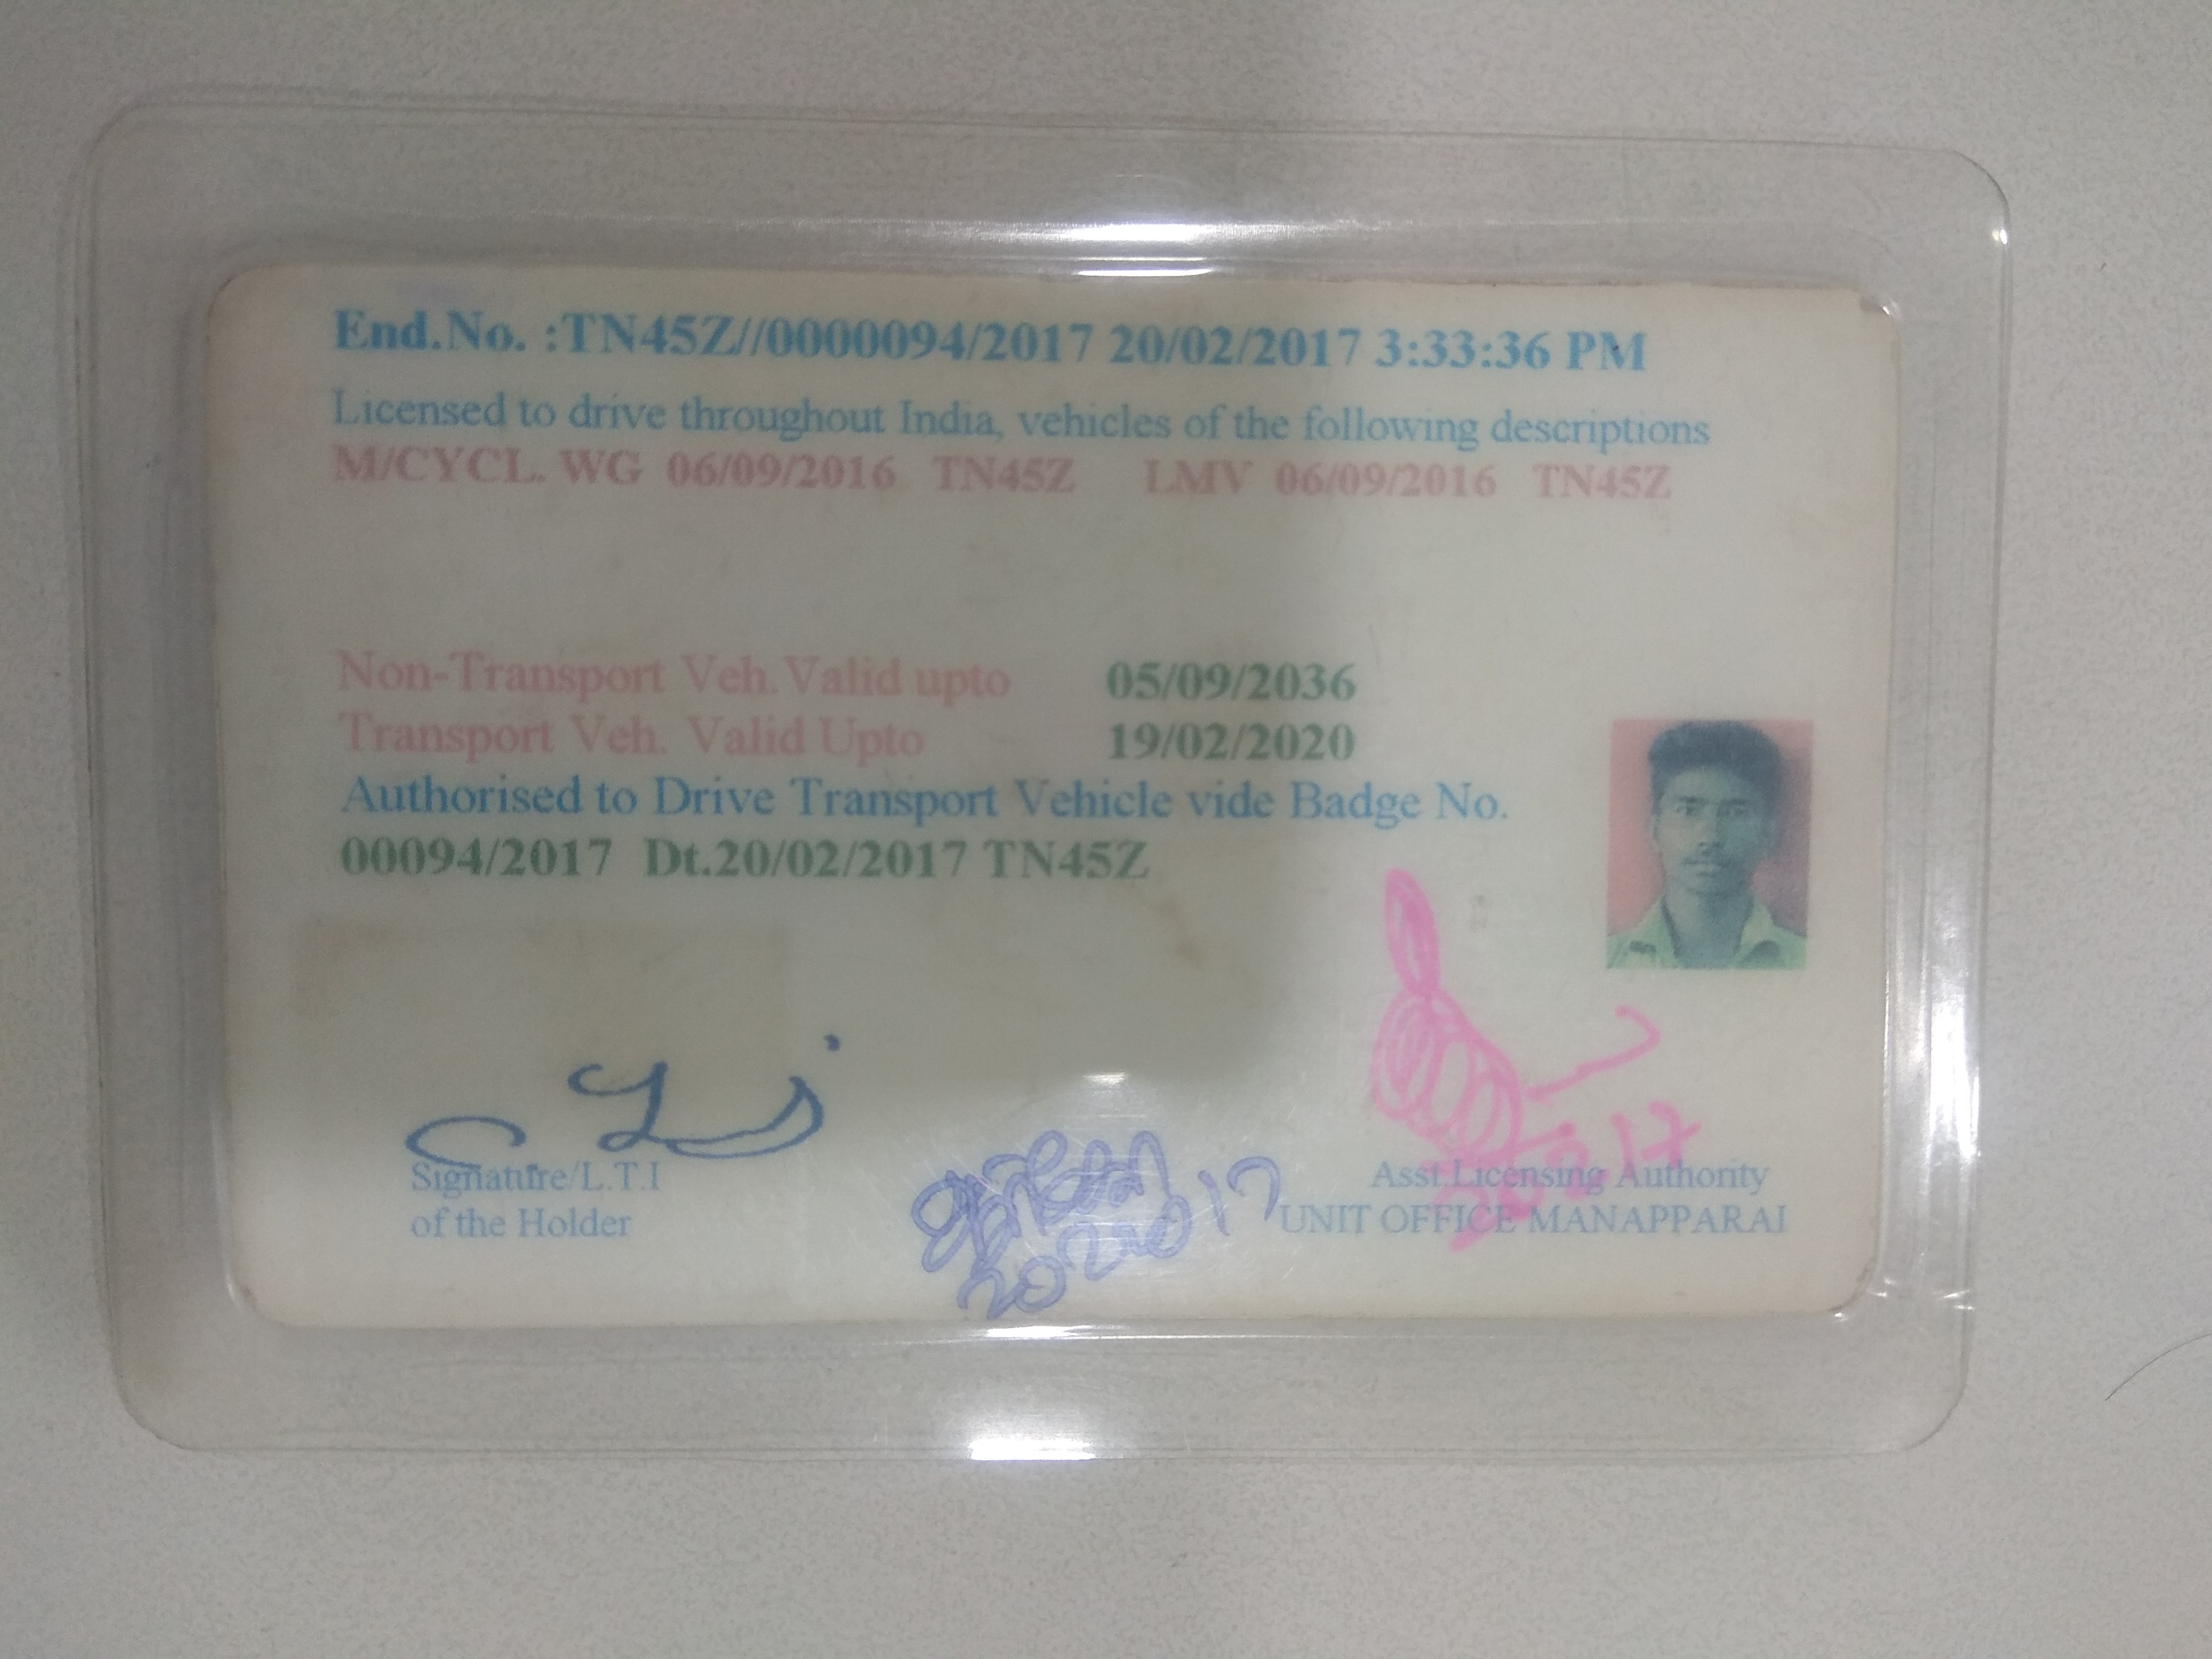 End.No. :TN45Z//0000094/2017 20/02/2017 3:33:36 PM
Licensed to drive throughout India, vehicles of the following descriptions
M/CYCL. WG 06/09/2016 TN45Z LMV 06/09/2016 TN45Z
Non-Transport Veh. Valid upto 05/09/2036
Transport Veh. Valid Upto 19/02/2020
Authorised to Drive Transport Vehicle vide Badge No.
00094/2017 Dt.20/02/2017 TN45Z
Signature/L.T.I
of the Holder
Asst.Licensing Authority
UNIT OFFICE MANAPPARAI